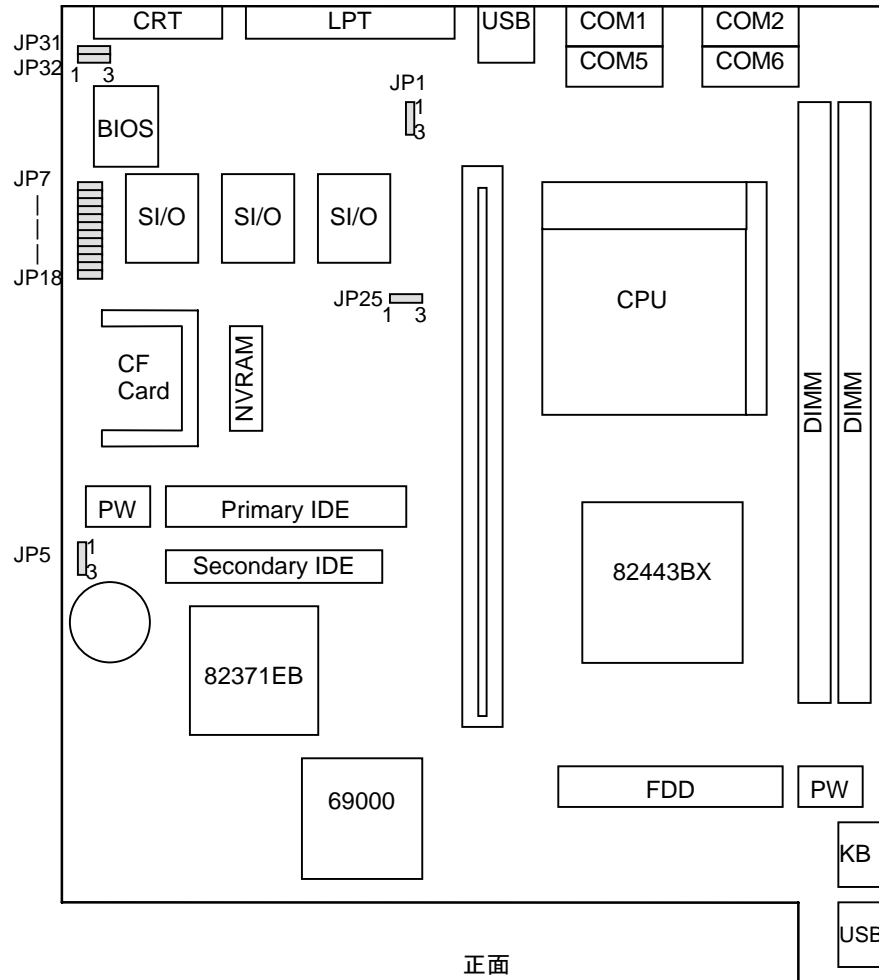 CRT LPT USB COM1 COM2
JP31
JP32 1 3
COM5 COM6
JP1
1
3
BIOS
JP7
SI/O SI/O SI/O
JP18
JP25
1 3
CPU
CF
Card
NVRAM
DIMM DIMM
PW Primary IDE
JP5 1
3
Secondary IDE
82443BX
82371EB
69000
FDD PW
KB
USB
正面